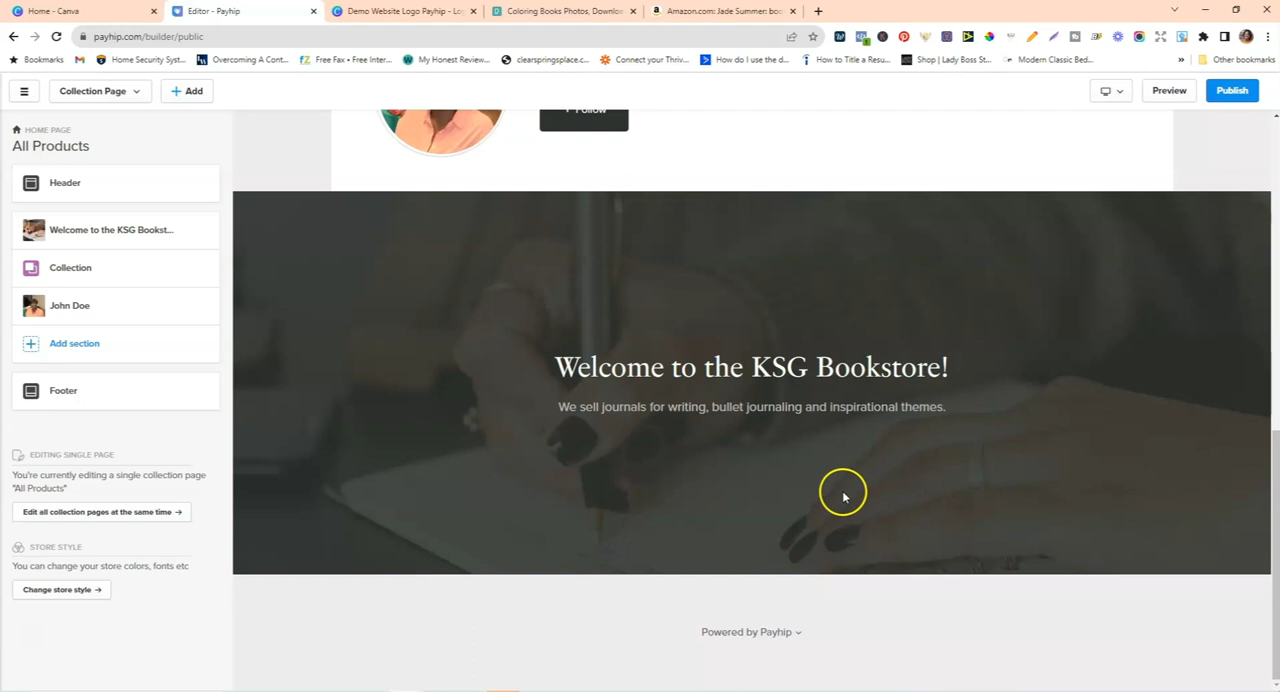 Home - Canva
Editor - Payhip
Demo Website Logo Payhip - Lo
Coloring Books Photos, Downlo
Amazon.com: Jade Summer: boo
payhip.com/builder/public
Bookmarks
Home Security Syst...
Overcoming A Cont...
Free Fax • Free Inter...
My Honest Review...
clearspringsplace.c...
Connect your Thriv...
How do I use the d...
How to Title a Resu...
Shop | Lady Boss St...
Modern Classic Bed...
Other bookmarks
Collection Page
Add
Preview
Publish
HOME PAGE
All Products
Header
Welcome to the KSG Bookst...
Collection
John Doe
Add section
Footer
EDITING SINGLE PAGE
You're currently editing a single collection page
"All Products"
Edit all collection pages at the same time →
STORE STYLE
You can change your store colors, fonts etc
Change store style →
+ Follow
Welcome to the KSG Bookstore!
We sell journals for writing, bullet journaling and inspirational themes.
Powered by Payhip